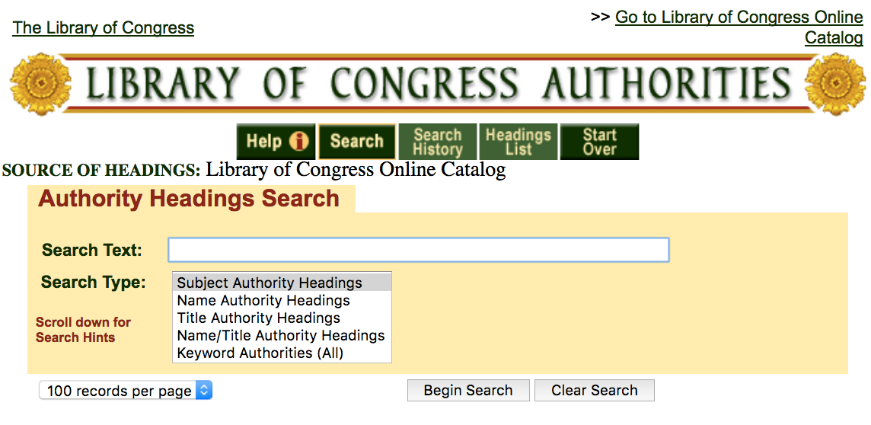 The Library of Congress
>> Go to Library of Congress Online
Catalog
LIBRARY OF CONGRESS AUTHORITIES
Help i
Search
Search
History
Headings
List
Start
Over
SOURCE OF HEADINGS: Library of Congress Online Catalog
Authority Headings Search
Search Text:
Search Type:
Subject Authority Headings
Name Authority Headings
Title Authority Headings
Name/Title Authority Headings
Keyword Authorities (All)
Scroll down for
Search Hints
100 records per page
Begin Search
Clear Search